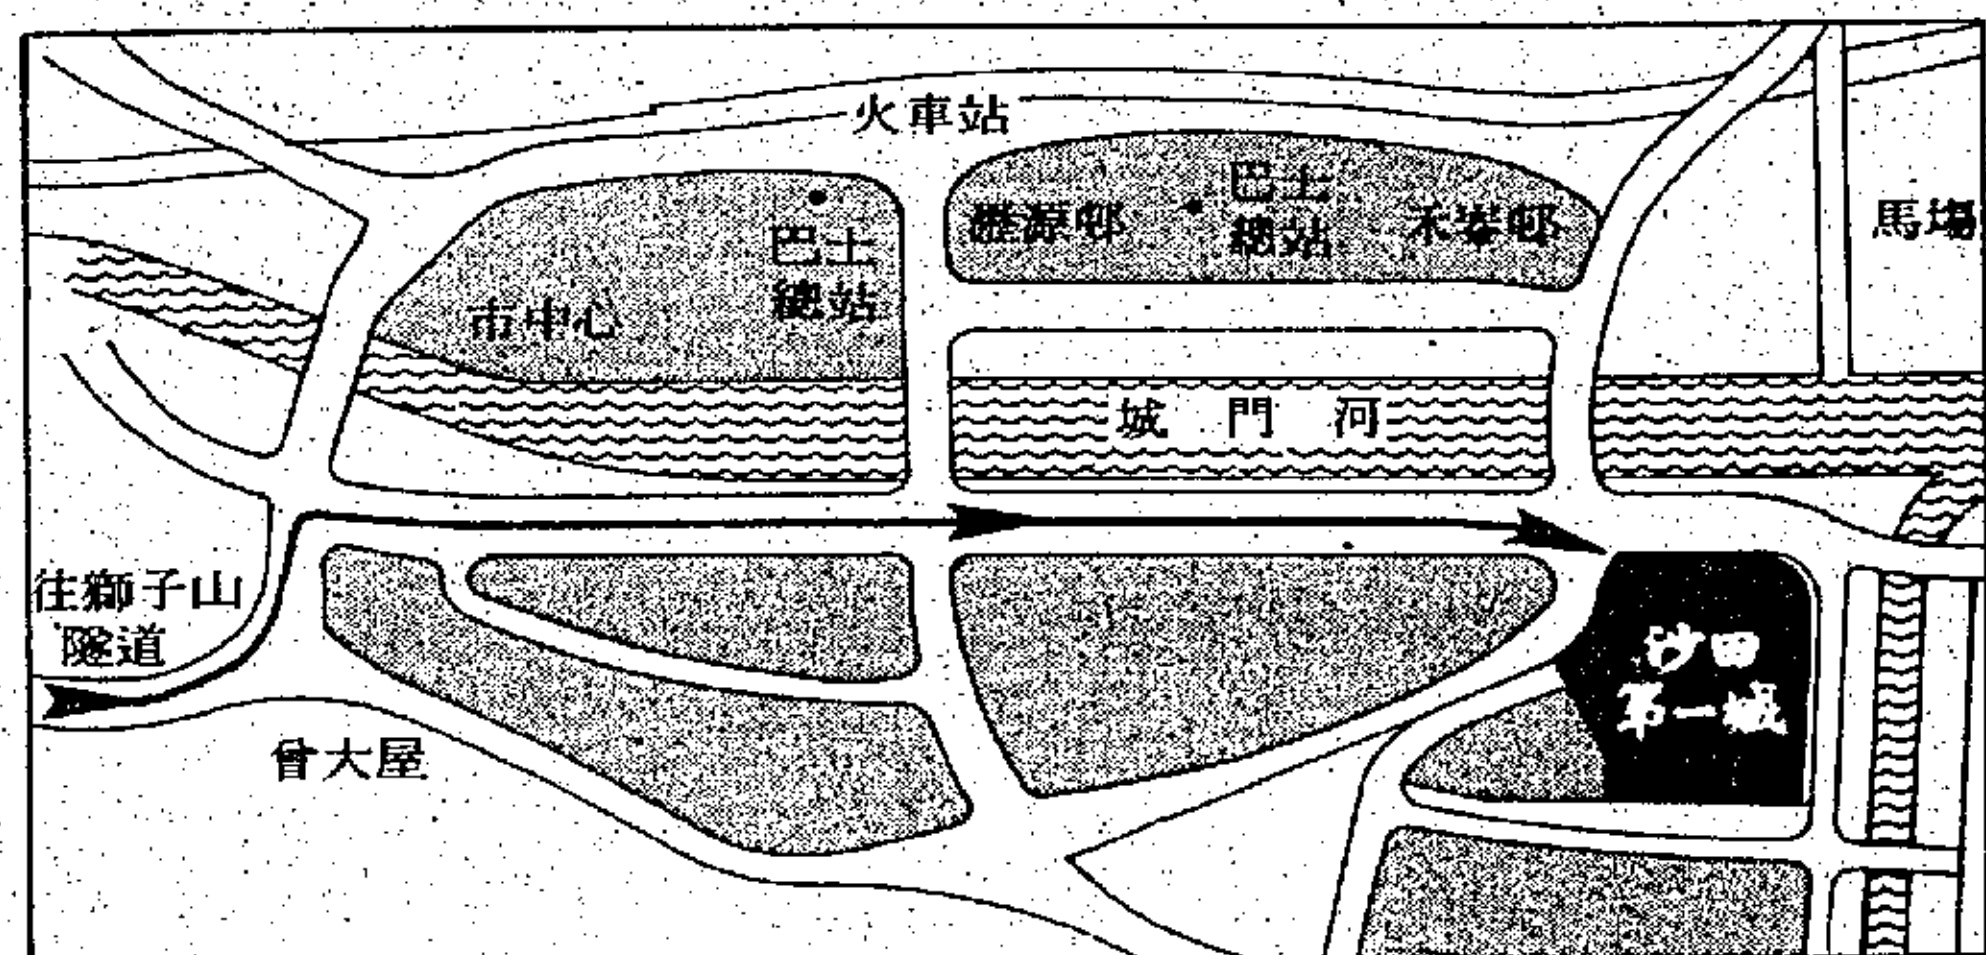 火車站
巴士
總站
瀝源邨
巴士
總站
禾輋邨
馬場
市中心
城門河
往獅子山
隧道
曾大屋
沙田
第一城